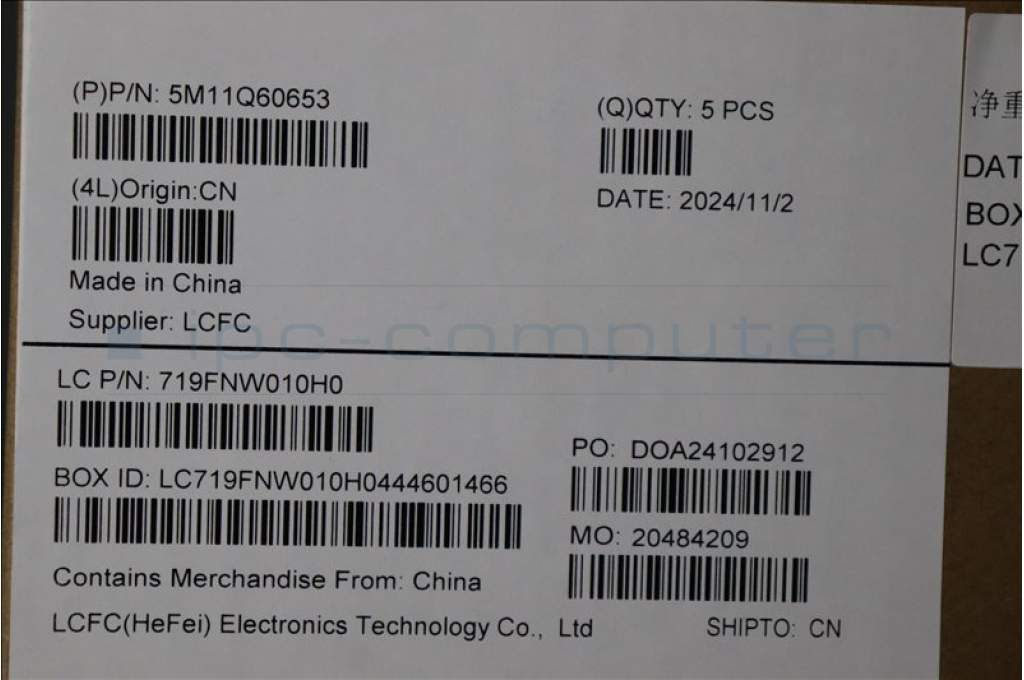 (P)P/N: 5M11Q60653
(Q)QTY: 5 PCS
(4L)Origin:CN
DATE: 2024/11/2
Made in China
Supplier: LCFC
ipc-computer
LC P/N: 719FNW010H0
PO: DOA24102912
BOX ID: LC719FNW010H0444601466
MO: 20484209
Contains Merchandise From: China
LCFC(HeFei) Electronics Technology Co., Ltd
SHIPTO: CN
净重
DAT
BOX
LC7